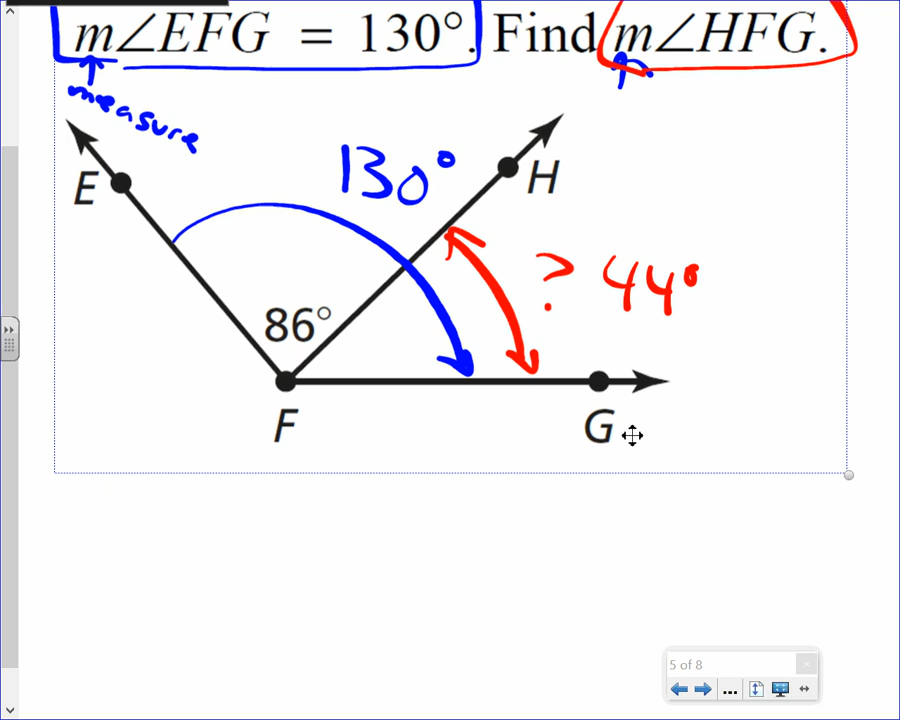 m∠EFG = 130°. Find m∠HFG.
measure
130°
E
H
? 44°
86°
F
G
5 of 8
...